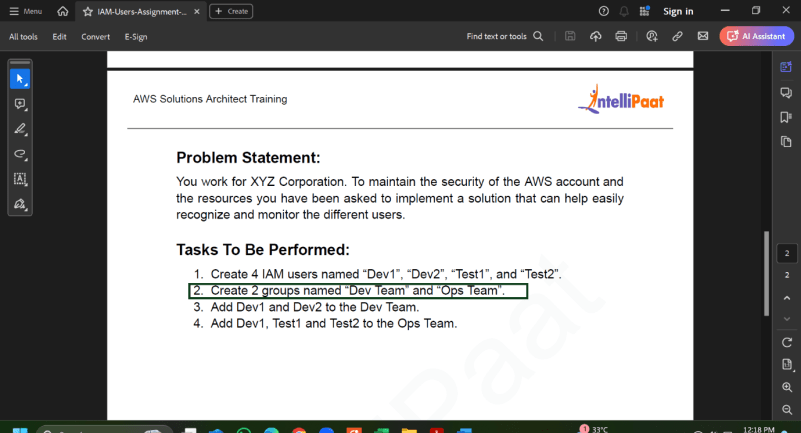 Menu
IAM-Users-Assignment-...
Create
Sign in
All tools
Edit
Convert
E-Sign
Find text or tools
AI Assistant
AWS Solutions Architect Training
IntelliPaat
Problem Statement:
You work for XYZ Corporation. To maintain the security of the AWS account and
the resources you have been asked to implement a solution that can help easily
recognize and monitor the different users.
Tasks To Be Performed:
1. Create 4 IAM users named “Dev1”, “Dev2”, “Test1”, and “Test2”.
2. Create 2 groups named “Dev Team” and “Ops Team”.
3. Add Dev1 and Dev2 to the Dev Team.
4. Add Dev1, Test1 and Test2 to the Ops Team.
Paat
2
2
1
33°C
12:18 PM